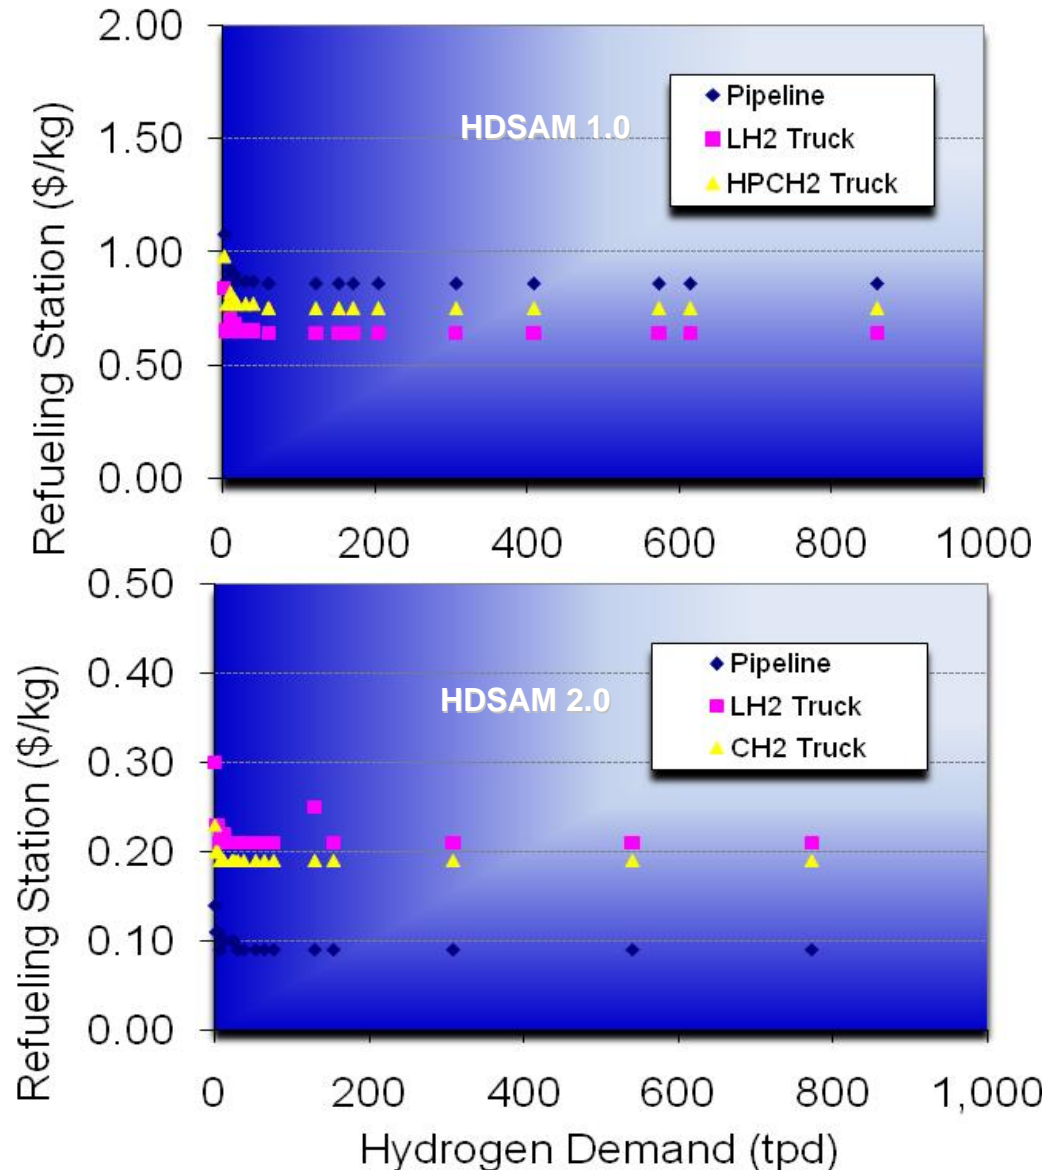 2.00
1.50
1.00
0.50
0.00
Refueling Station ($/kg)
HDSAM 1.0
Pipeline
LH2 Truck
HPCH2 Truck
0 200 400 600 800 1000
0.50
0.40
0.30
0.20
0.10
0.00
Refueling Station ($/kg)
HDSAM 2.0
Pipeline
LH2 Truck
CH2 Truck
0 200 400 600 800 1,000
Hydrogen Demand (tpd)